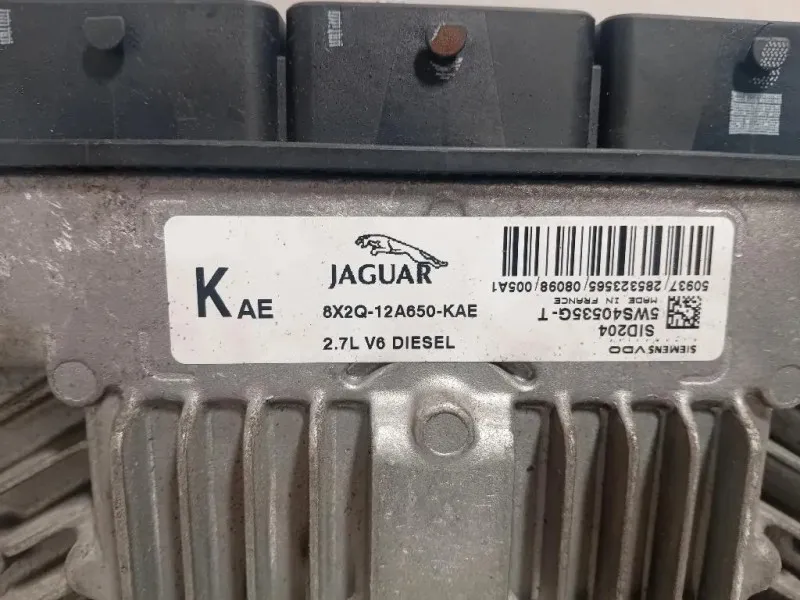 K AE
JAGUAR
8X2Q-12A650-KAE
2.7L V6 DIESEL
SIEMENS VDO
SID204
5WS40535G-T
MADE IN FRANCE
50937/2853233565/08098/005A1